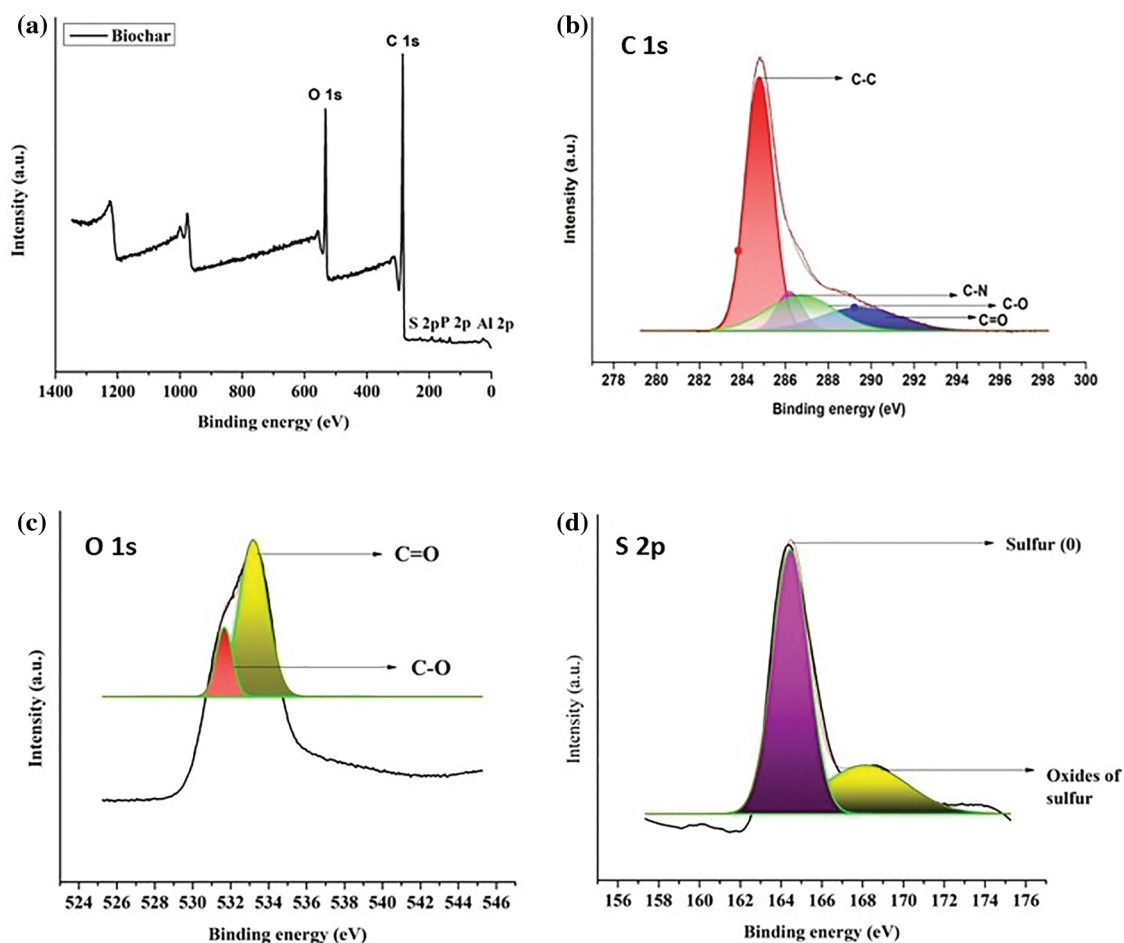 (a)
Biochar
C 1s
O 1s
S 2p P 2p Al 2p
Intensity (a.u.)
1400 1200 1000 800 600 400 200 0
Binding energy (eV)
(b)
C 1s
C-C
C-N
C-O
C=O
Intensity (a.u.)
278 280 282 284 286 288 290 292 294 296 298 300
Binding energy (eV)
(c)
O 1s
C=O
C-O
Intensity (a.u.)
524 526 528 530 532 534 536 538 540 542 544 546
Binding energy (eV)
(d)
S 2p
Sulfur (0)
Oxides of
sulfur
Intensity (a.u.)
156 158 160 162 164 166 168 170 172 174 176
Binding energy (eV)